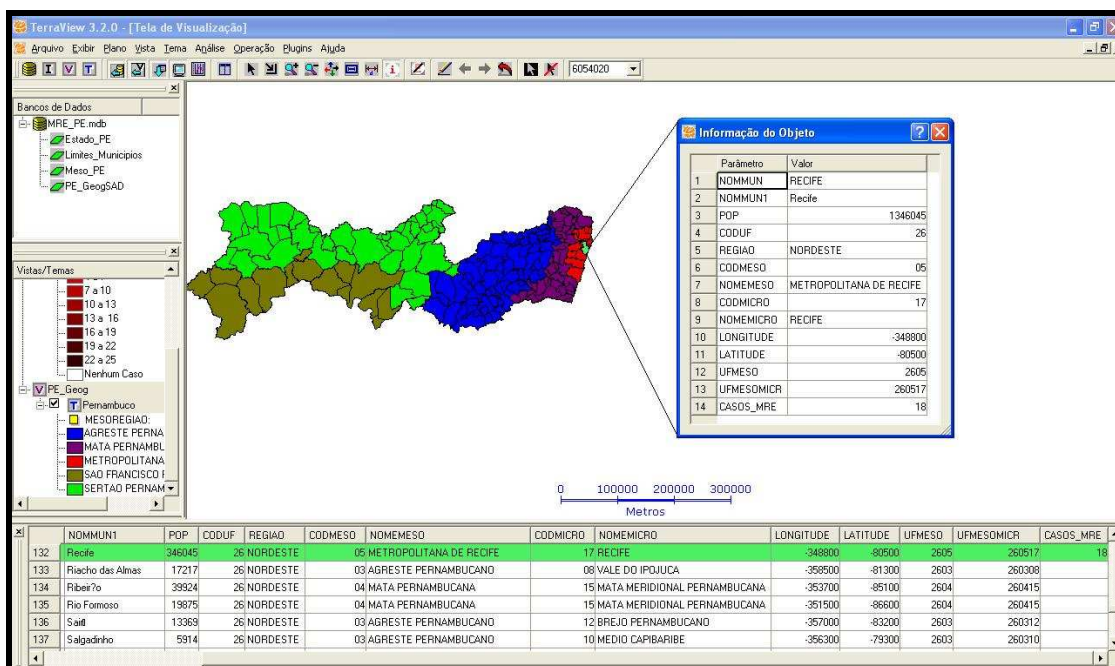 TerraView 3.2.0 - [Tela de Visualização]
Arquivo Exibir Plano Vista Tema Análise Operação Plugins Ajuda
6054020
Bancos de Dados
MRE_PE.mdb
Estado_PE
Limites_Municipios
Meso_PE
PE_GeogSAD
Vistas/Temas
7 a 10
10 a 13
13 a 16
16 a 19
19 a 22
22 a 25
Nenhum Caso
PE_Geog
Pernambuco
MESOREGIAO:
AGRESTE PERNA
MATA PERNAMBU
METROPOLITANA
SAO FRANCISCO
SERTAO PERNAM
Informação do Objeto
Parâmetro Valor
1 NOMMUN RECIFE
2 NOMMUN1 Recife
3 POP 1346045
4 CODUF 26
5 REGIAO NORDESTE
6 CODMESO 05
7 NOMEMESO METROPOLITANA DE RECIFE
8 CODMICRO 17
9 NOMEMICRO RECIFE
10 LONGITUDE -348800
11 LATITUDE -80500
12 UFMESO 2605
13 UFMESOMICR 260517
14 CASOS_MRE 18
0 100000 200000 300000
Metros
NOMMUN1 POP CODUF REGIAO CODMESO NOMEMESO CODMICRO NOMEMICRO LONGITUDE LATITUDE UFMESO UFMESOMICR CASOS_MRE
132 Recife 346045 26 NORDESTE 05 METROPOLITANA DE RECIFE 17 RECIFE -348800 -80500 2605 260517 18
133 Riacho das Almas 17217 26 NORDESTE 03 AGRESTE PERNAMBUCANO 08 VALE DO IPOJUCA -358500 -81300 2603 260308
134 Ribeir?o 39924 26 NORDESTE 04 MATA PERNAMBUCANA 15 MATA MERIDIONAL PERNAMBUCANA -353700 -85100 2604 260415
135 Rio Formoso 19875 26 NORDESTE 04 MATA PERNAMBUCANA 15 MATA MERIDIONAL PERNAMBUCANA -351500 -86600 2604 260415
136 13369 26 NORDESTE 03 AGRESTE PERNAMBUCANO 12 BREJO PERNAMBUCANO -357000 -83200 2603 260312
137 Salgadinho 5914 26 NORDESTE 03 AGRESTE PERNAMBUCANO 10 MEDIO CAPIBARIBE -356300 -79300 2603 260310